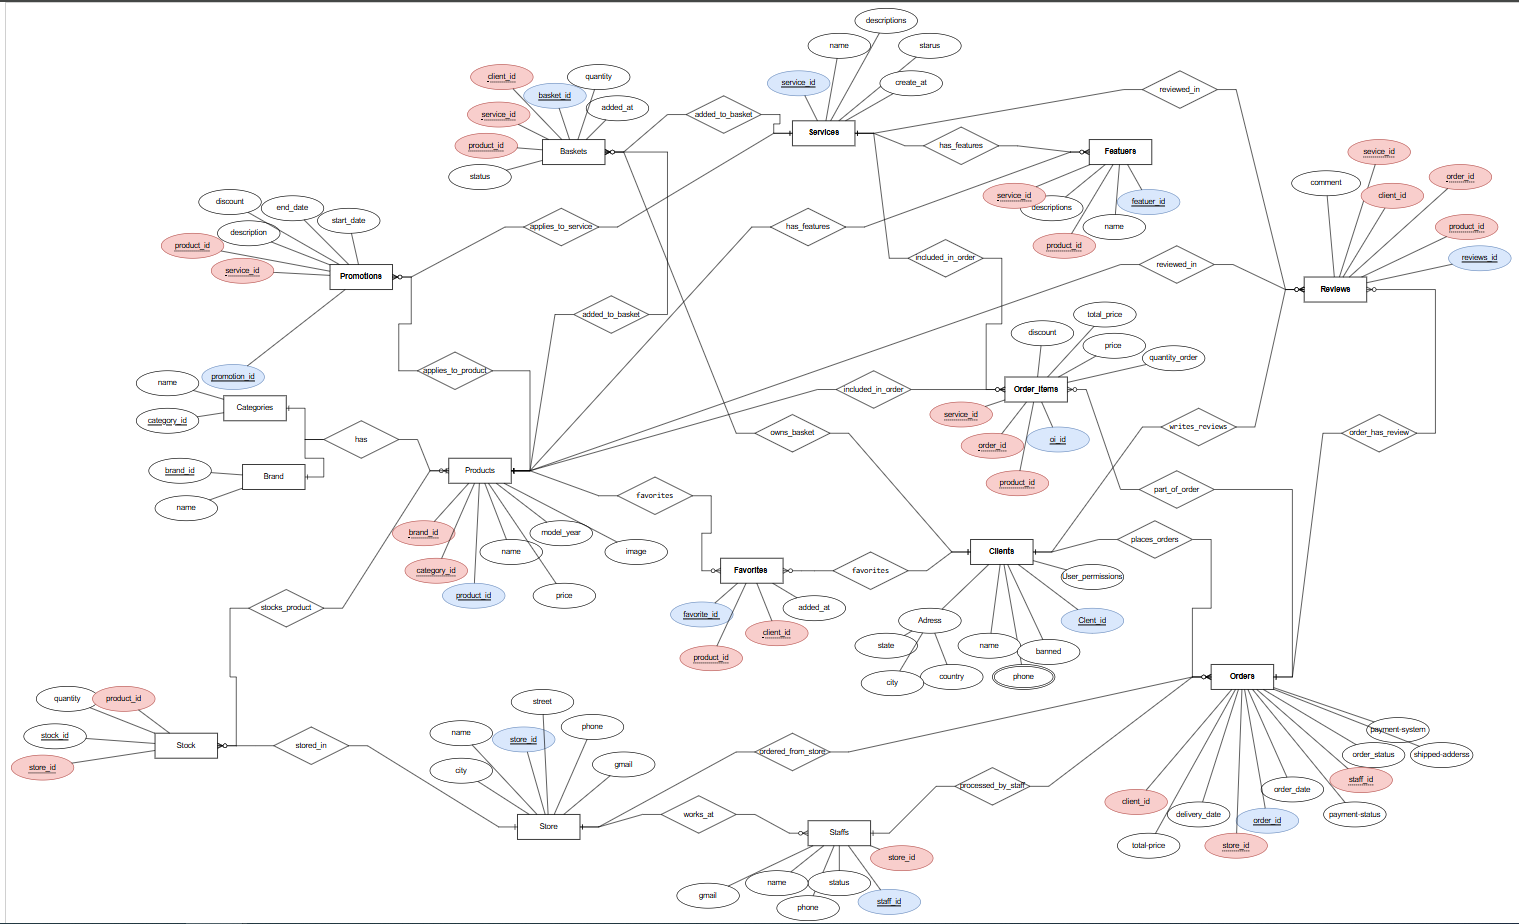 descriptions
name
starus
service_id
create_at
Services
client_id
quantity
basket_id
added_at
service_id
product_id
Baskets
status
added_to_basket
reviewed_in
has_features
Featuers
service_id
descriptions
featuer_id
name
product_id
sevice_id
comment
order_id
client_id
product_id
reviews_id
Reviews
discount
end_date
start_date
description
product_id
service_id
Promotions
promotion_id
applies_to_service
has_features
included_in_order
reviewed_in
added_to_basket
applies_to_product
total_price
discount
price
quantity_order
included_in_order
Order_items
service_id
order_id
oi_id
product_id
name
Categories
category_id
has
brand_id
Brand
name
owns_basket
writes_reviews
order_has_review
Products
brand_id
category_id
product_id
name
model_year
image
price
favorites
part_of_order
places_orders
Favorites
favorites
favorite_id
added_at
client_id
product_id
Clients
User_permissions
Adress
Clent_id
state
name
banned
city
country
phone
stocks_product
Orders
quantity
product_id
stock_id
Stock
store_id
stored_in
street
name
phone
store_id
city
gmail
Store
ordered_from_store
processed_by_staff
works_at
Staffs
store_id
gmail
name
status
phone
staff_id
payment-system
order_status
shipped-adderss
staff_id
order_date
client_id
delivery_date
order_id
payment-status
total-price
store_id